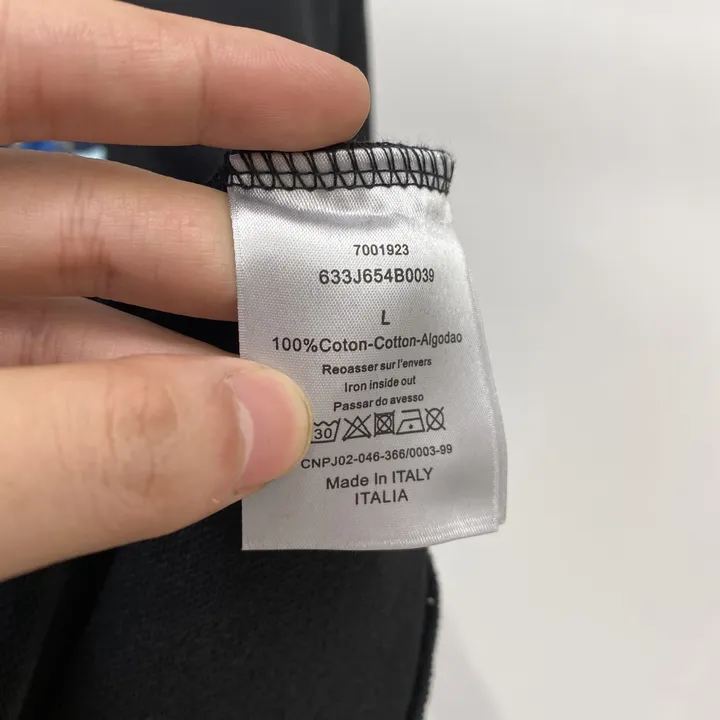 7001923
633J654B0039
L
100%Coton-Cotton-Algodao
Reoasser sur l'envers
Iron inside out
Passar do avesso
30
CNPJ02-046-366/0003-99
Made In ITALY
ITALIA